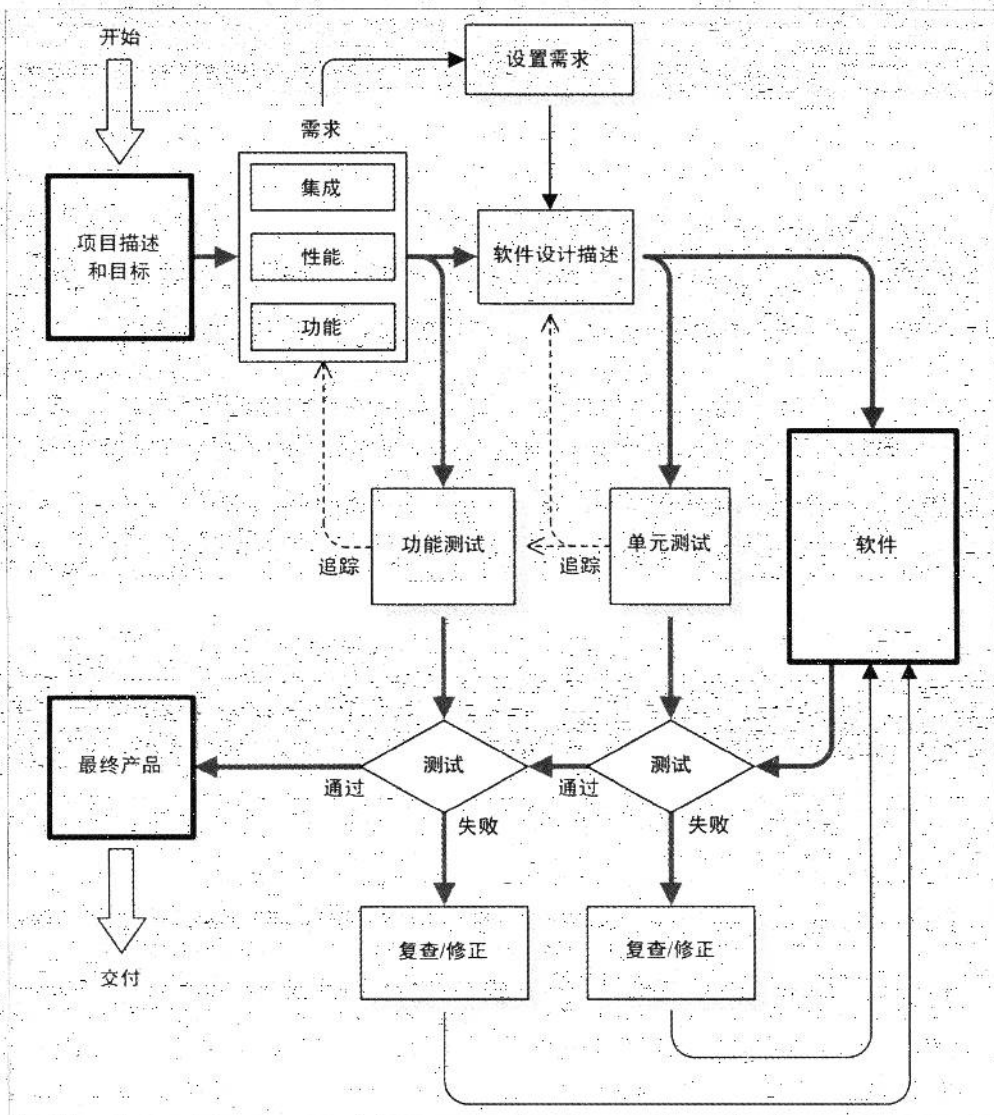 开始
设置需求
需求
集成
项目描述
和目标
性能
软件设计描述
功能
功能测试
单元测试
软件
追踪
追踪
最终产品
测试
测试
通过
通过
失败
失败
复查/修正
复查/修正
交付